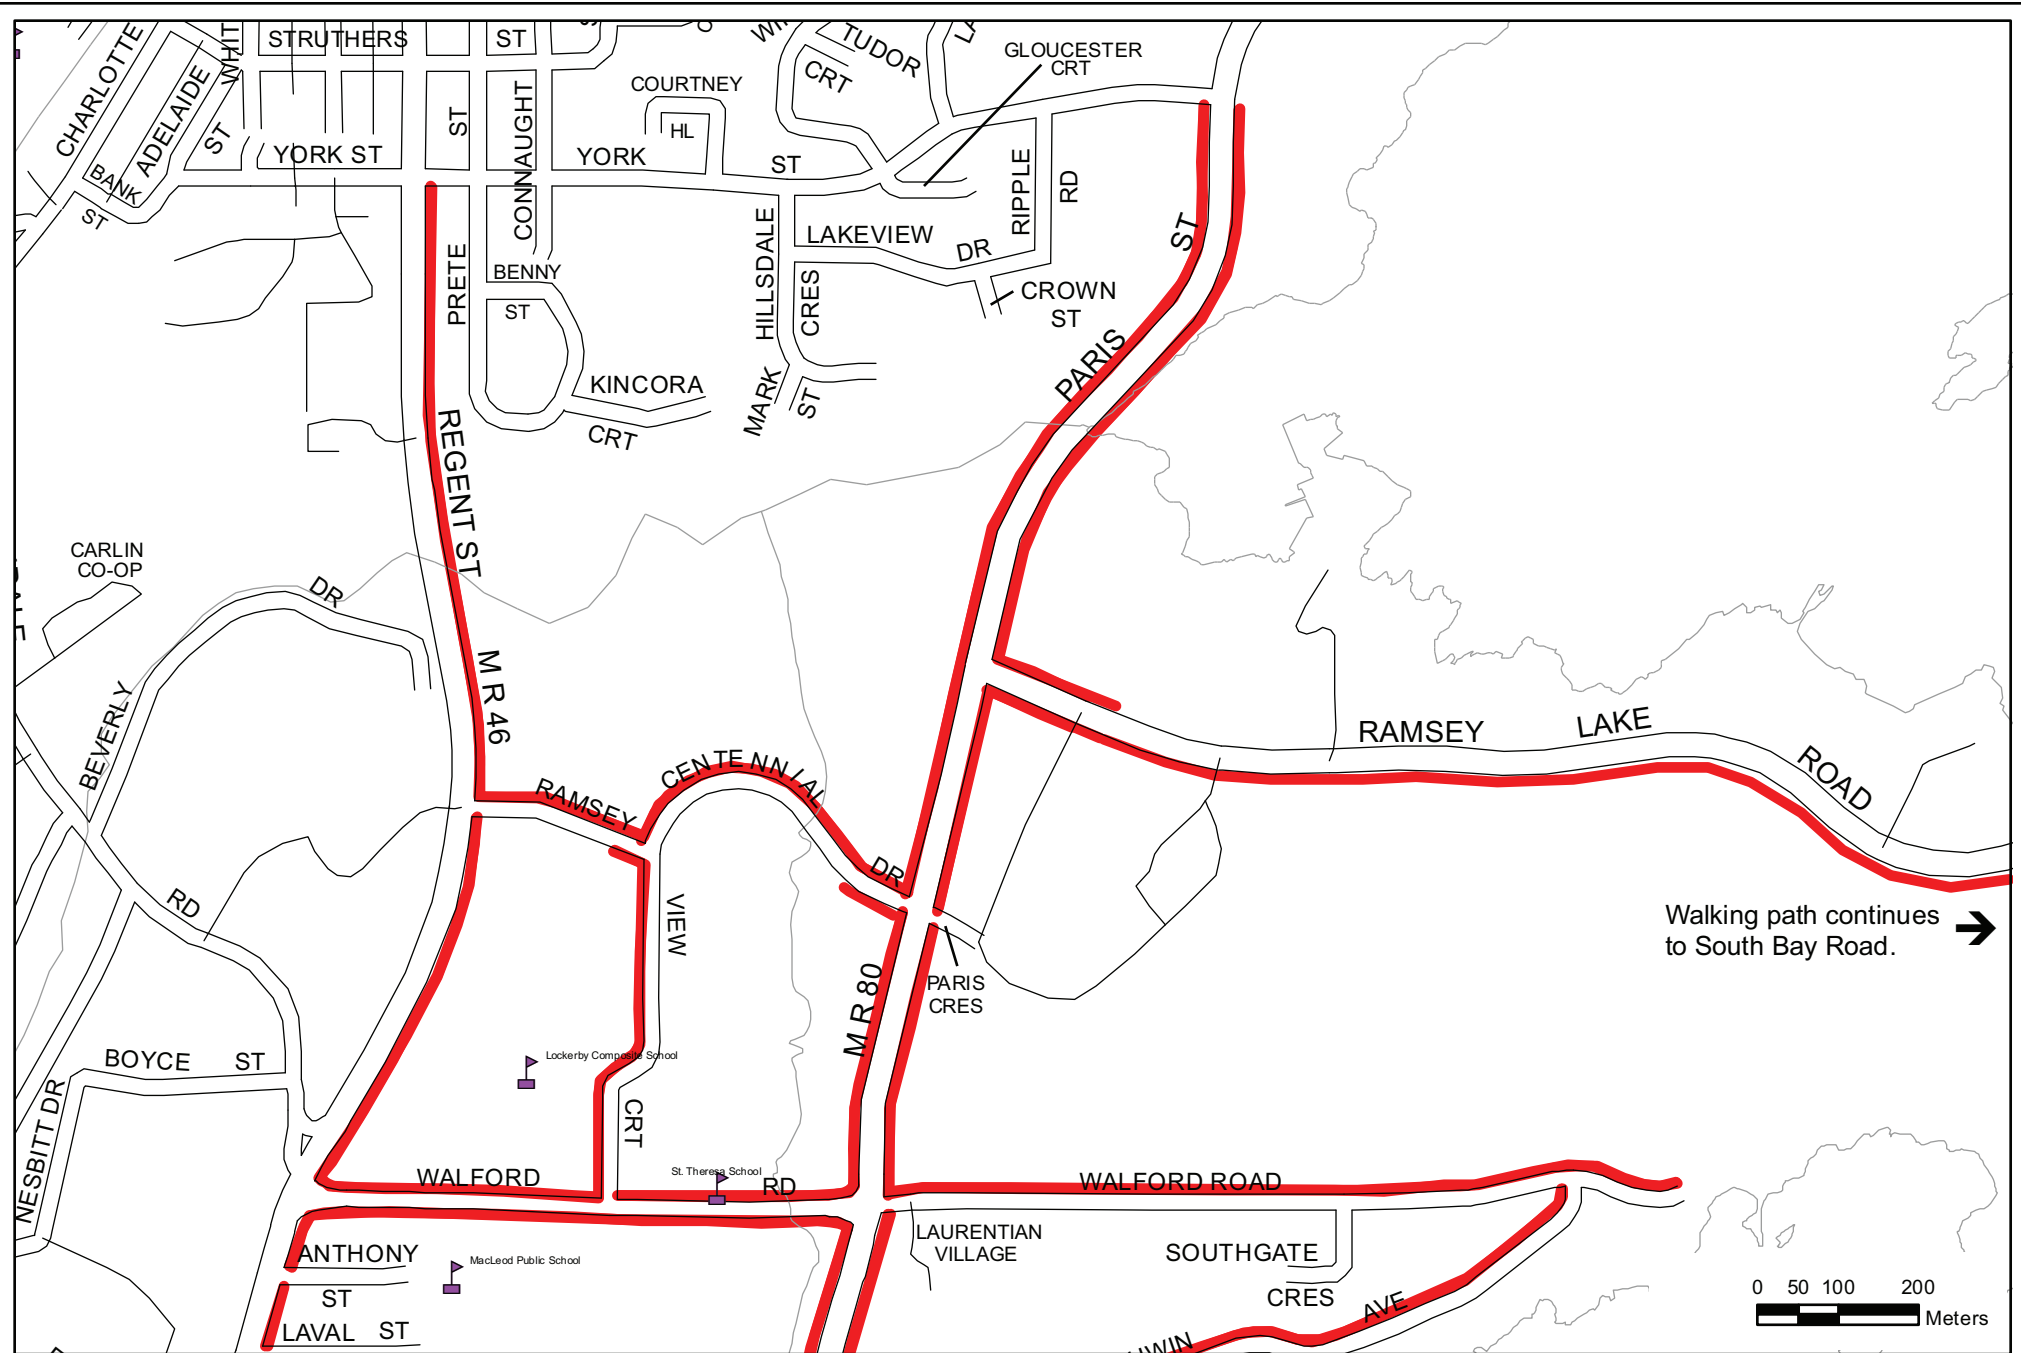 STRUTHERS
ST
CHARLOTTE
WHIT
TUDOR
CRT
GLOUCESTER
CRT
COURTNEY
HL
ADELAIDE
ST
BANK
ST
YORK ST
ST
CONNAUGHT
YORK
ST
RIPPLE
RD
PRETE
BENNY
ST
HILLSDALE
CRES
LAKEVIEW
DR
CROWN
ST
PARIS
ST
KINCORA
CRT
MARK
ST
REGENT ST
CARLIN
CO-OP
DR
BEVERLY
M R 46
RAMSEY
CENTENNIAL
DR
RAMSEY
LAKE
ROAD
RD
VIEW
Walking path continues
to South Bay Road.
PARIS
CRES
M R 80
BOYCE
ST
NESBITT DR
Lockerby Composite School
CRT
WALFORD
St. Theresa School
RD
WALFORD ROAD
LAURENTIAN
VILLAGE
SOUTHGATE
CRES
ANTHONY
ST
MacLeod Public School
LAVAL ST
AVE
0 50 100 200
Meters